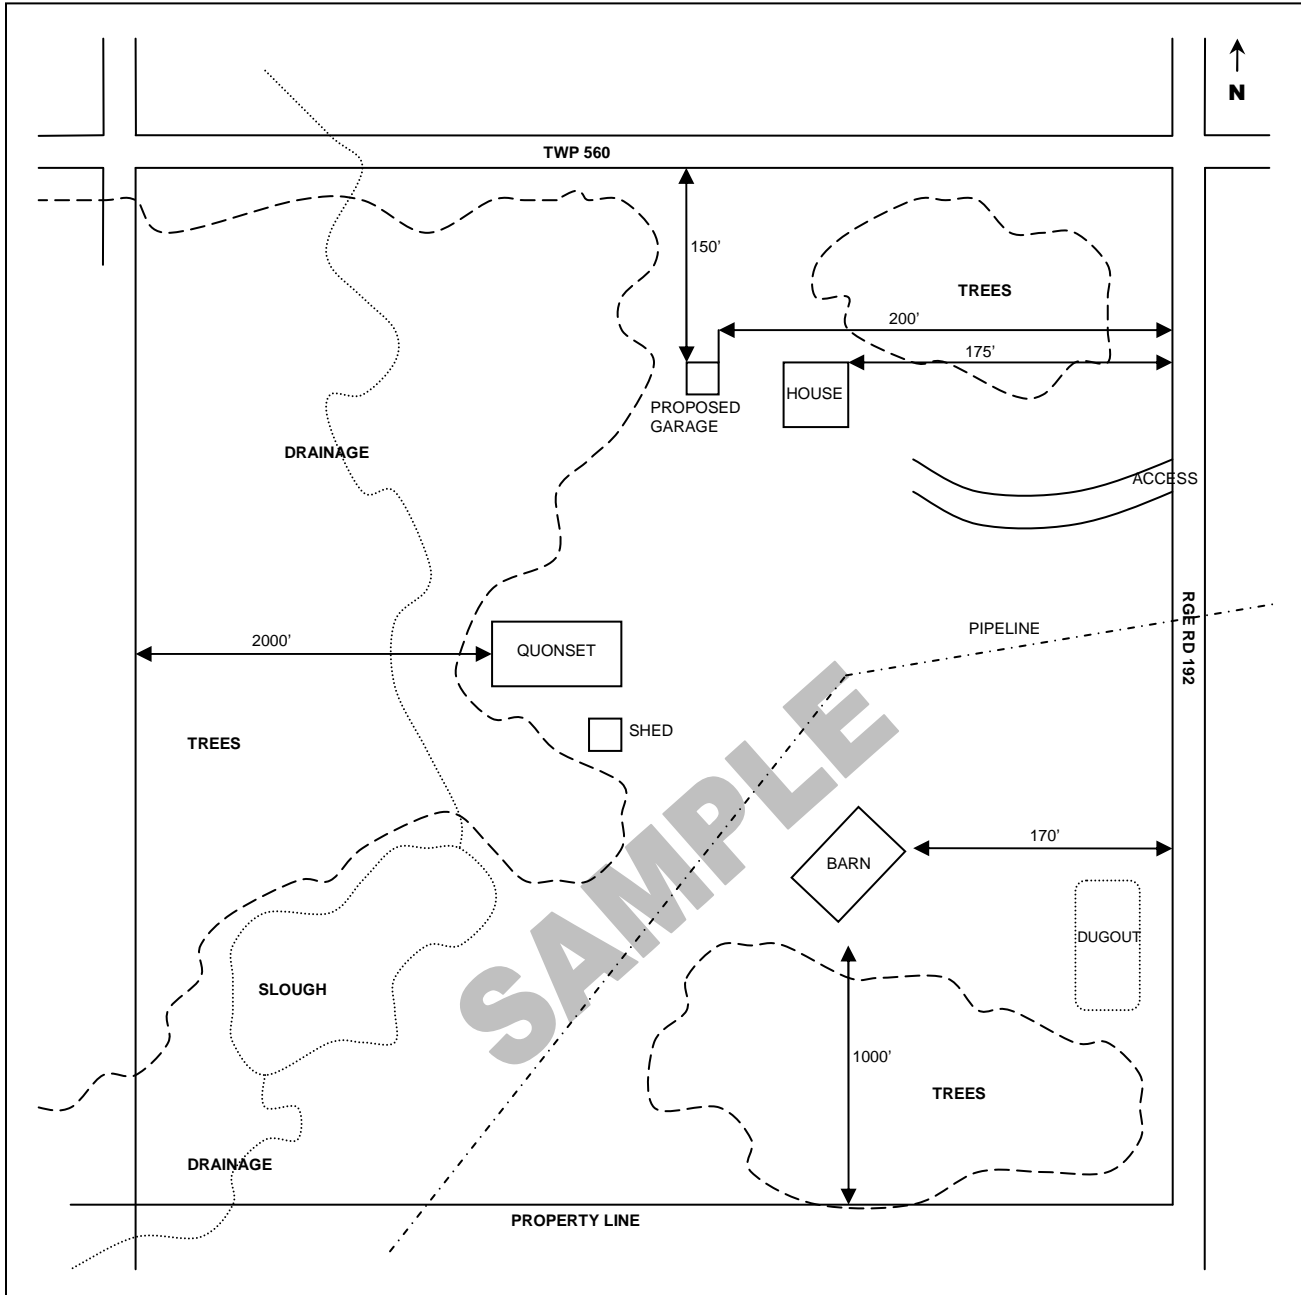 N
TWP 560
150’
TREES
200’
175’
HOUSE
PROPOSED
GARAGE
DRAINAGE
ACCESS
RGE RD 192
PIPELINE
2000’
QUONSET
SHED
TREES
SAMPLE
170’
BARN
DUGOUT
SLOUGH
1000’
TREES
DRAINAGE
PROPERTY LINE